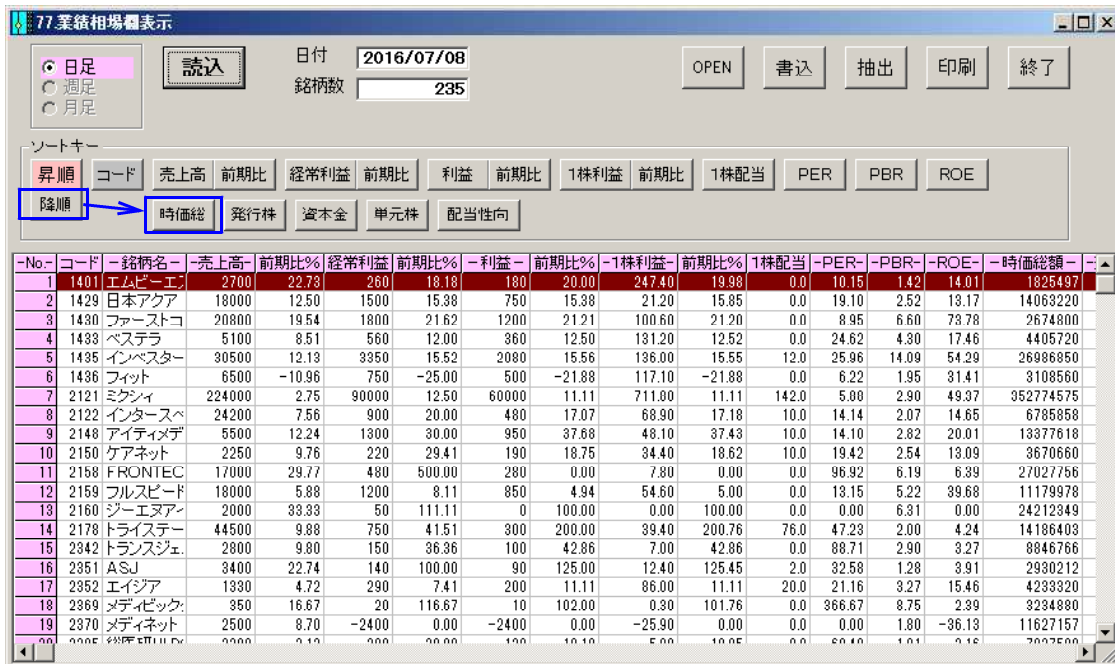 77.業績相場欄表示
日足 読込 日付 2016/07/08 OPEN 書込 抽出 印刷 終了
週足 銘柄数 235
月足
ソートキー
昇順 コード 売上高 前期比 経常利益 前期比 利益 前期比 1株利益 前期比 1株配当 PER PBR ROE
降順 時価総 発行株 資本金 単元株 配当性向
-No.- コード -銘柄名- -売上高- 前期比% 経常利益 前期比% -利益- 前期比% -1株利益- 前期比% 1株配当 -PER- -PBR- -ROE- -時価総額-
1 1401 エムビーエ 2700 22.73 260 18.18 180 20.00 247.40 19.98 0.0 10.15 1.42 14.01 1825497
2 1429 日本アクア 18000 12.50 1500 15.38 750 15.38 21.20 15.85 0.0 19.10 2.52 13.17 14063220
3 1430 ファーストコ 20800 19.54 1800 21.62 1200 21.21 100.60 21.20 0.0 8.95 6.60 73.78 2674800
4 1433 ベステラ 5100 8.51 560 12.00 360 12.50 131.20 12.52 0.0 24.62 4.30 17.46 4405720
5 1435 インベスター 30500 12.13 3350 15.52 2080 15.56 136.00 15.55 12.0 25.96 14.09 54.29 26986850
6 1436 フィット 6500 -10.96 750 -25.00 500 -21.88 117.10 -21.88 0.0 6.22 1.95 31.41 3108560
7 2121 ミクシィ 224000 2.75 90000 12.50 60000 11.11 711.80 11.11 142.0 5.88 2.90 49.37 352774575
8 2122 インタースペ 24200 7.56 900 20.00 480 17.07 68.90 17.18 10.0 14.14 2.07 14.65 6785858
9 2148 アイティメデ 5500 12.24 1300 30.00 950 37.68 48.10 37.43 10.0 14.10 2.82 20.01 13377618
10 2150 ケアネット 2250 9.76 220 29.41 190 18.75 34.40 18.62 10.0 19.42 2.54 13.09 3670660
11 2158 FRONTEC 17000 29.77 480 500.00 280 0.00 7.80 0.00 0.0 96.92 6.19 6.39 27027756
12 2159 フルスピード 18000 5.88 1200 8.11 850 4.94 54.60 5.00 0.0 13.15 5.22 39.68 11179978
13 2160 ジーエヌアイ 2000 33.33 50 111.11 0 100.00 0.00 100.00 0.0 0.00 6.31 0.00 24212349
14 2178 トライステー 44500 9.88 750 41.51 300 200.00 39.40 200.76 76.0 47.23 2.00 4.24 14186403
15 2342 トランスジェ 2800 9.80 150 36.36 100 42.86 7.00 42.86 0.0 88.71 2.90 3.27 8846766
16 2351 ASJ 3400 22.74 140 100.00 90 125.00 12.40 125.45 2.0 32.58 1.28 3.91 2930212
17 2352 エイジア 1330 4.72 290 7.41 200 11.11 86.00 11.11 20.0 21.16 3.27 15.46 4233320
18 2369 メディビック 350 16.67 20 116.67 10 102.00 0.30 101.76 0.0 366.67 8.75 2.39 3234880
19 2370 メディネット 2500 8.70 -2400 0.00 -2400 0.00 -25.90 0.00 0.0 0.00 1.80 -36.13 11627157